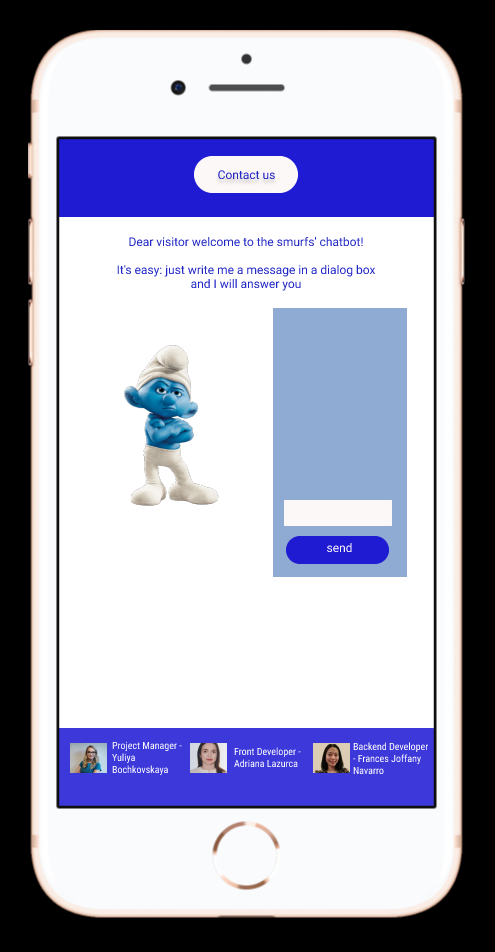 Contact us
Dear visitor welcome to the smurfs' chatbot!
It's easy: just write me a message in a dialog box
and I will answer you
send
Project Manager -
Yuliya
Bochkovskaya
Front Developer -
Adriana Lazurca
Backend Developer
- Frances Joffany
Navarro